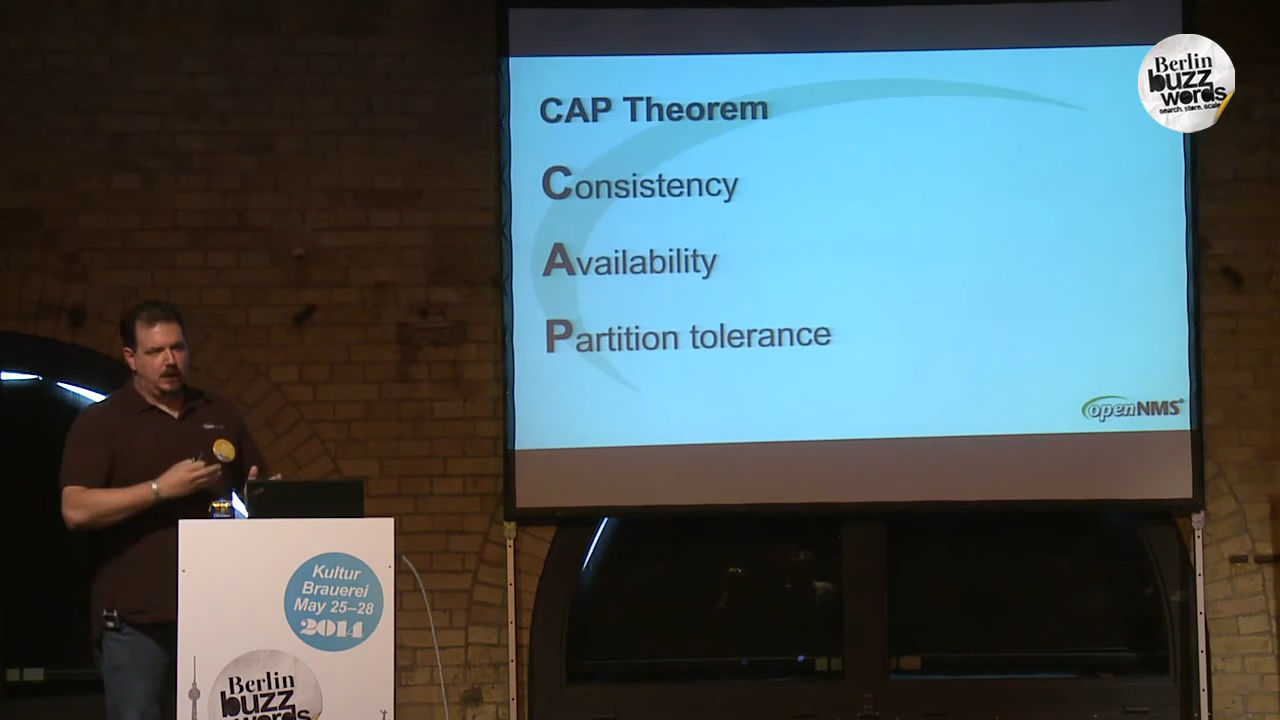 CAP Theorem
Consistency
Availability
Partition tolerance
openNMS
Berlin
buzz
words
search. store. scale
Kultur
Brauerei
May 25–28
2014
Berlin
buzz
words